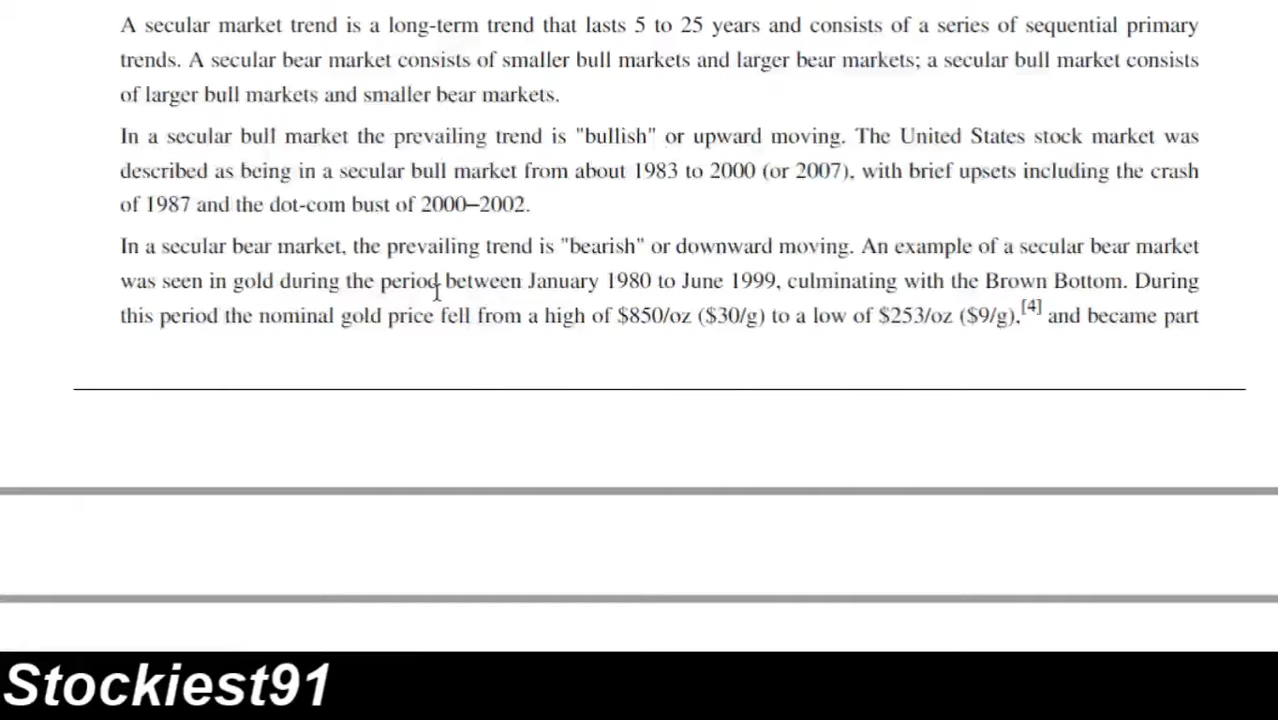 A secular market trend is a long-term trend that lasts 5 to 25 years and consists of a series of sequential primary
trends. A secular bear market consists of smaller bull markets and larger bear markets; a secular bull market consists
of larger bull markets and smaller bear markets.
In a secular bull market the prevailing trend is "bullish" or upward moving. The United States stock market was
described as being in a secular bull market from about 1983 to 2000 (or 2007), with brief upsets including the crash
of 1987 and the dot-com bust of 2000–2002.
In a secular bear market, the prevailing trend is "bearish" or downward moving. An example of a secular bear market
was seen in gold during the period between January 1980 to June 1999, culminating with the Brown Bottom. During
this period the nominal gold price fell from a high of $850/oz ($30/g) to a low of $253/oz ($9/g),[4] and became part
Stockiest91